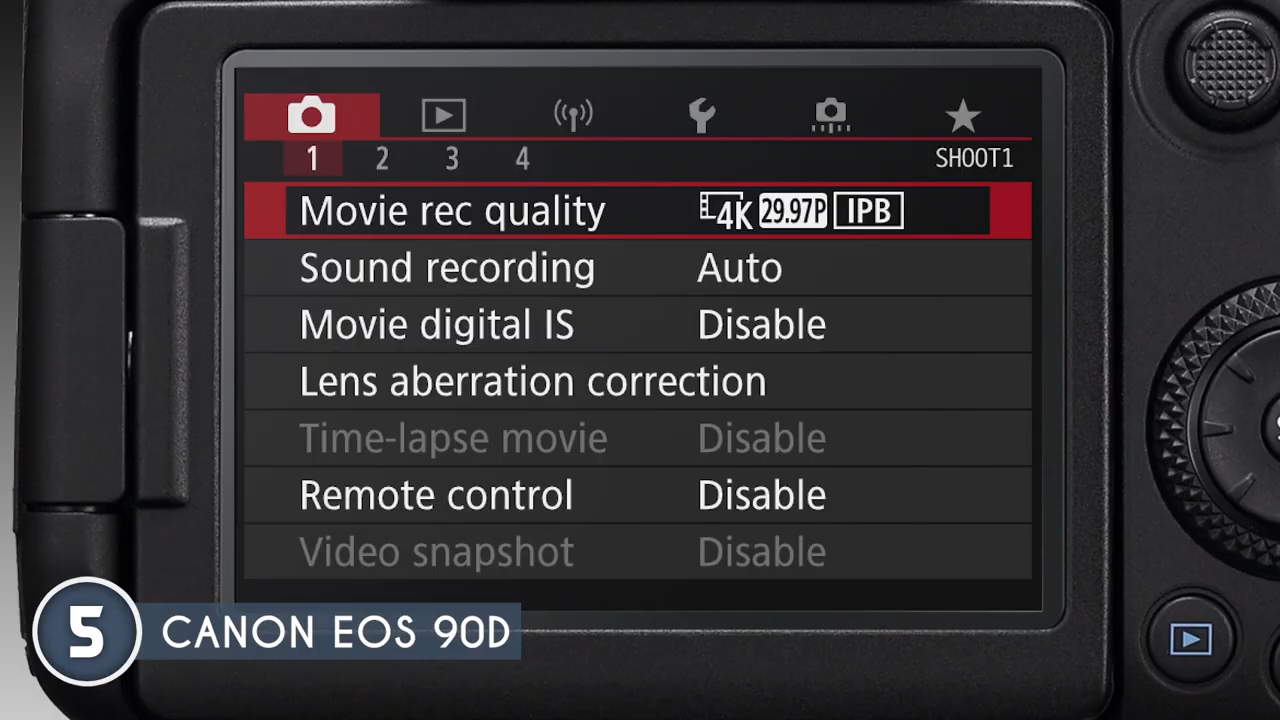 1 2 3 4 SHOOT1
Movie rec quality 4K 29.97P IPB
Sound recording Auto
Movie digital IS Disable
Lens aberration correction
Time-lapse movie Disable
Remote control Disable
Video snapshot Disable
5 CANON EOS 90D